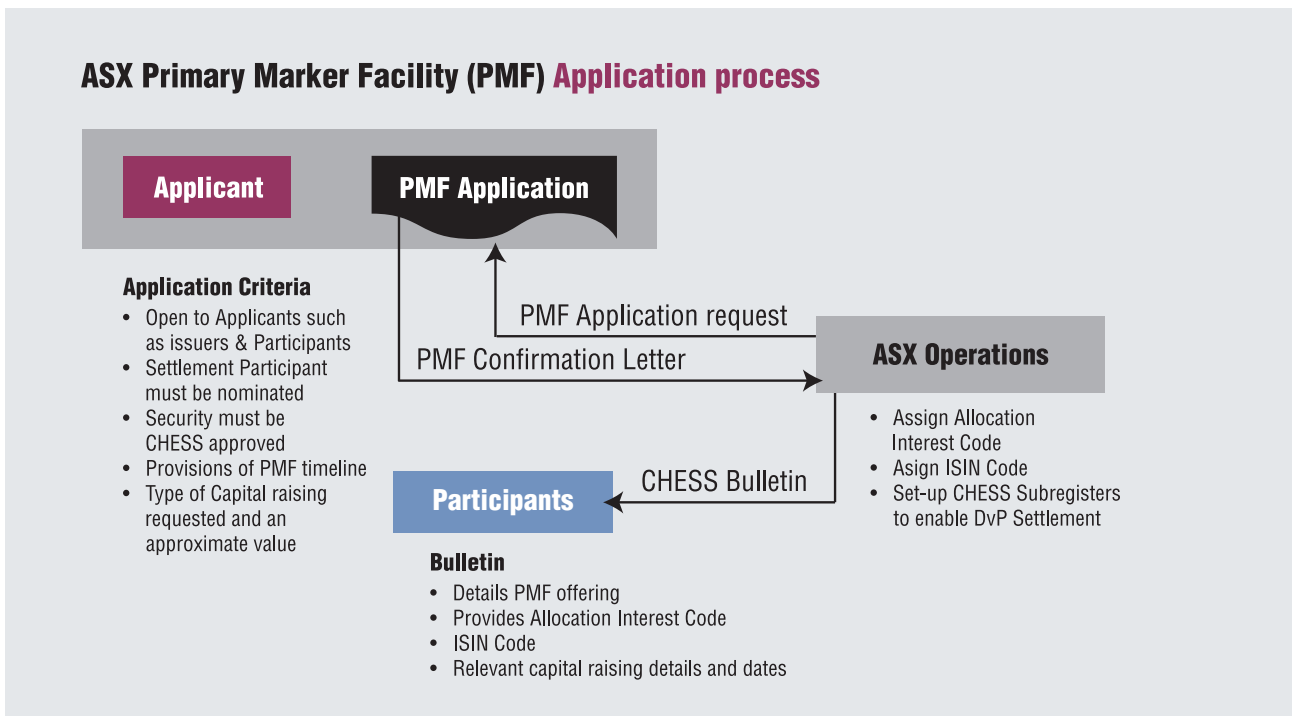 ASX Primary Marker Facility (PMF) Application process
Applicant
PMF Application
Application Criteria
• Open to Applicants such
as issuers & Participants
• Settlement Participant
must be nominated
• Security must be
CHESS approved
• Provisions of PMF timeline
• Type of Capital raising
requested and an
approximate value
PMF Application request
PMF Confirmation Letter
ASX Operations
• Assign Allocation
Interest Code
• Asign ISIN Code
• Set-up CHESS Subregisters
to enable DvP Settlement
CHESS Bulletin
Participants
Bulletin
• Details PMF offering
• Provides Allocation Interest Code
• ISIN Code
• Relevant capital raising details and dates